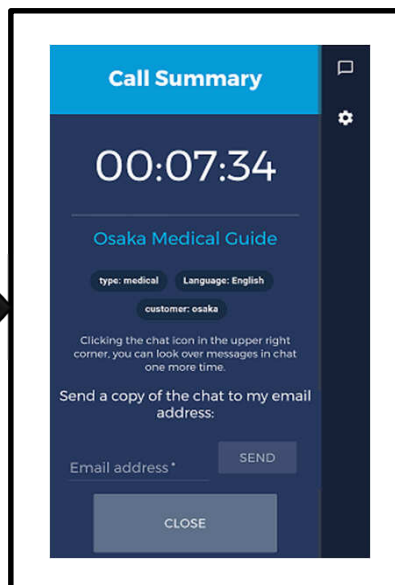 Call Summary
00:07:34
Osaka Medical Guide
type: medical Language: English
customer: osaka
Clicking the chat icon in the upper right
corner, you can look over messages in chat
one more time.
Send a copy of the chat to my email
address:
Email address * SEND
CLOSE